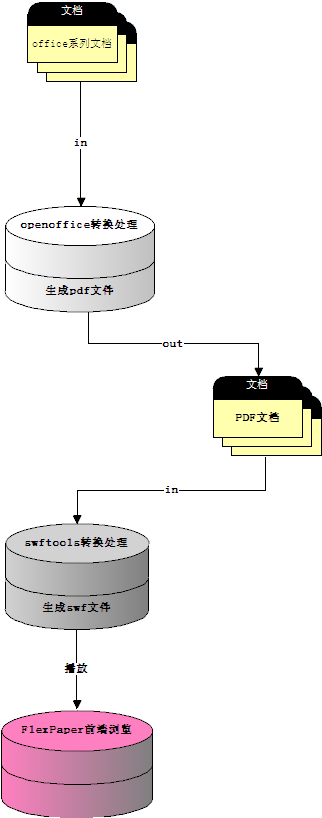 文档
office系列文档
in
openoffice转换处理
生成pdf文件
out
文档
PDF文档
in
swftools转换处理
生成swf文件
播放
FlexPaper前端浏览